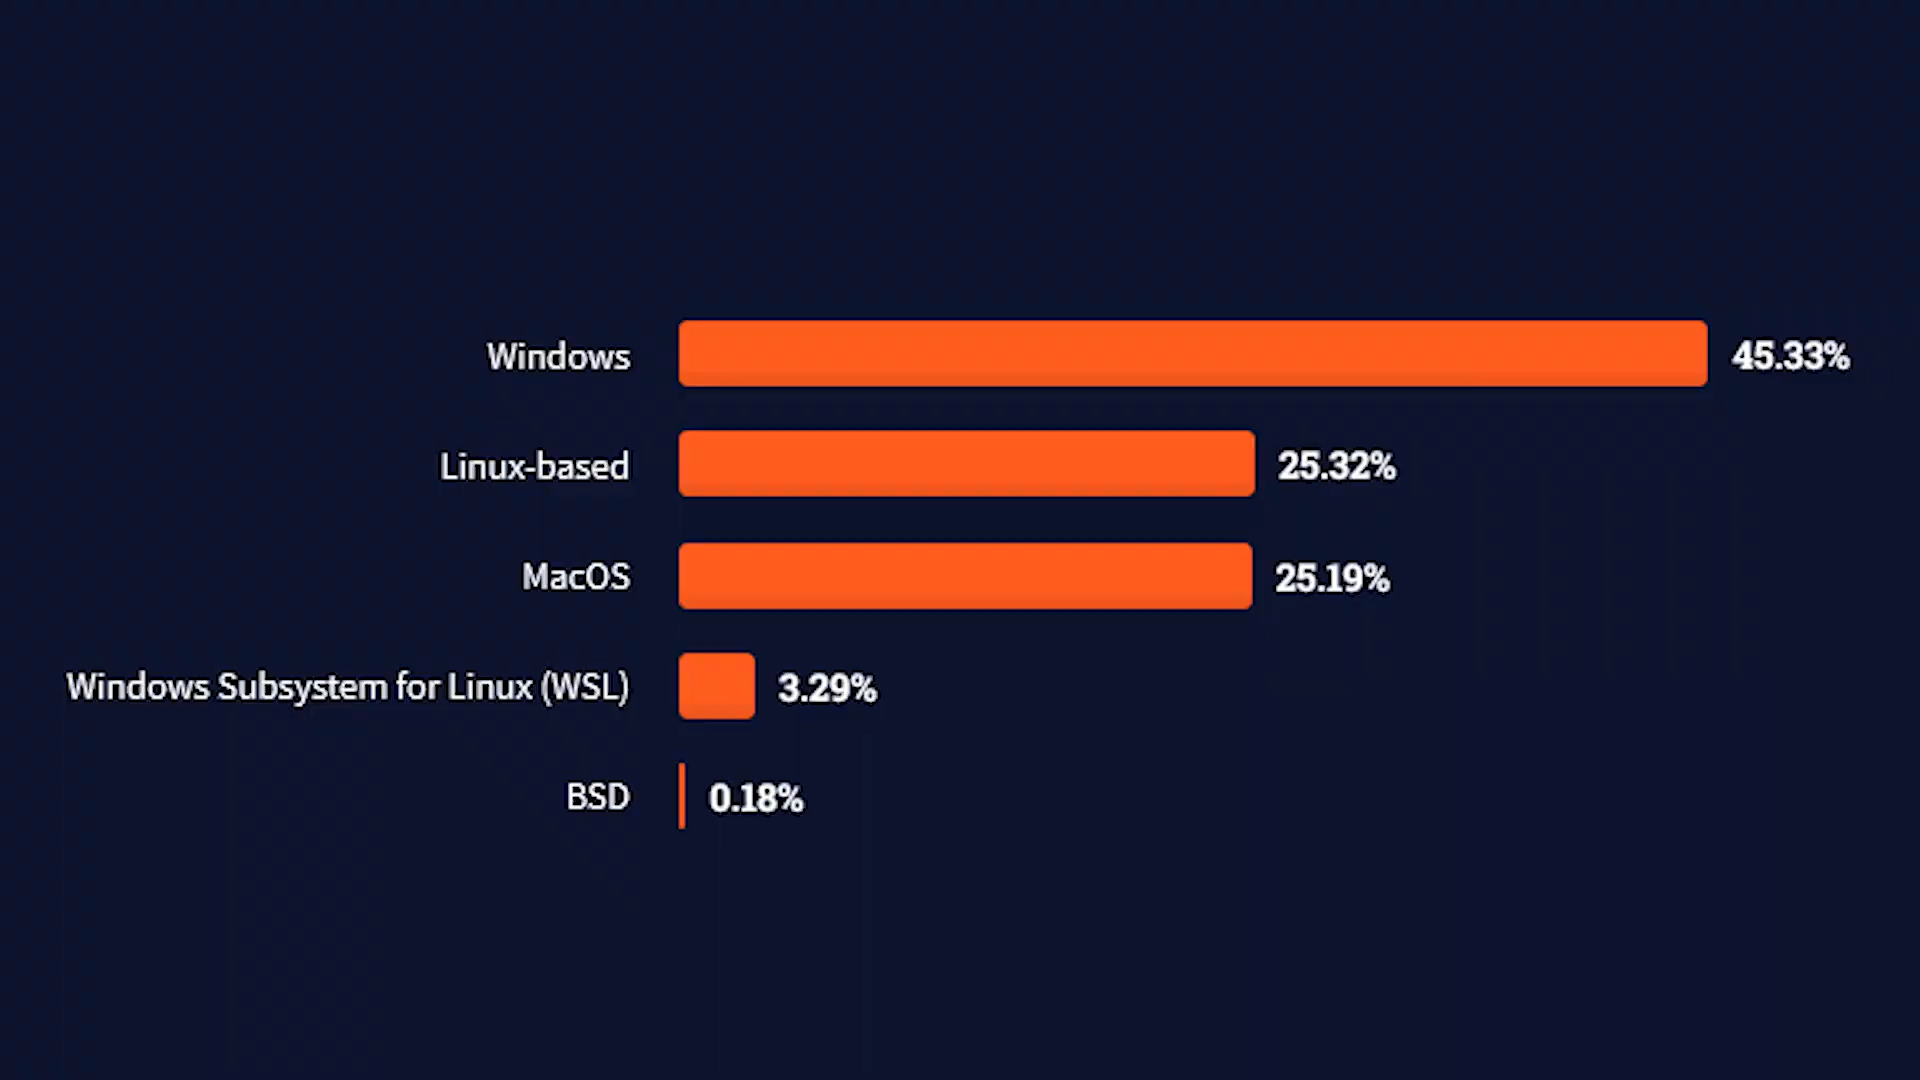 Windows 45.33%
Linux-based 25.32%
MacOS 25.19%
Windows Subsystem for Linux (WSL) 3.29%
BSD 0.18%